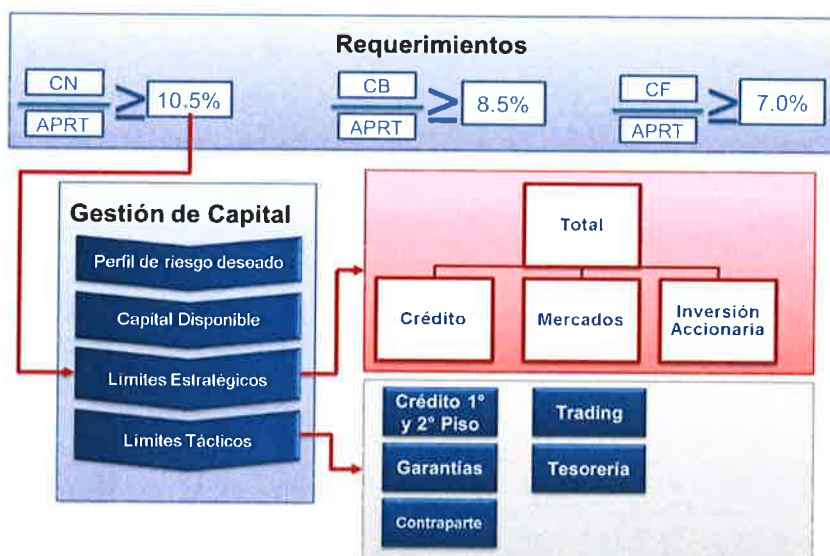 Requerimientos
CN
APRT
≥
10.5%
CB
APRT
≥
8.5%
CF
APRT
≥
7.0%
Gestión de Capital
Perfil de riesgo deseado
Capital Disponible
Límites Estratégicos
Límites Tácticos
Total
Crédito
Mercados
Inversión
Accionaria
Crédito 1°
y 2° Piso
Garantías
Contraparte
Trading
Tesorería